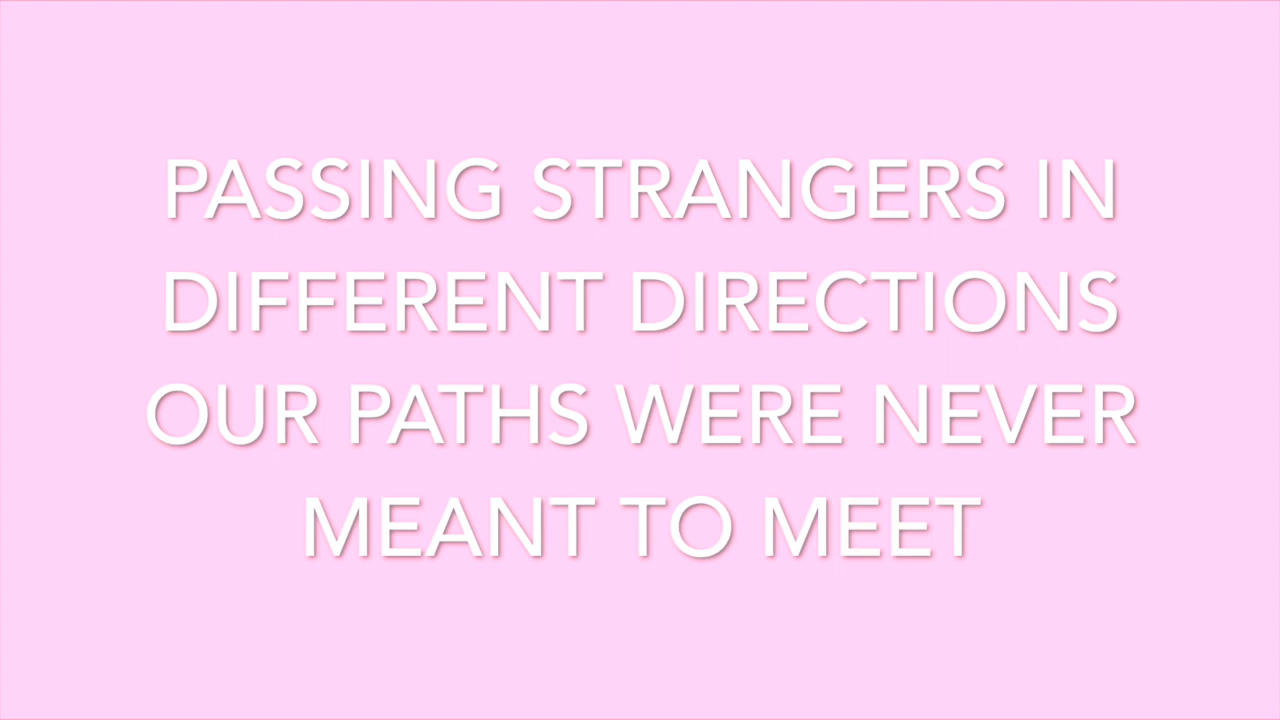 PASSING STRANGERS IN
DIFFERENT DIRECTIONS
OUR PATHS WERE NEVER
MEANT TO MEET